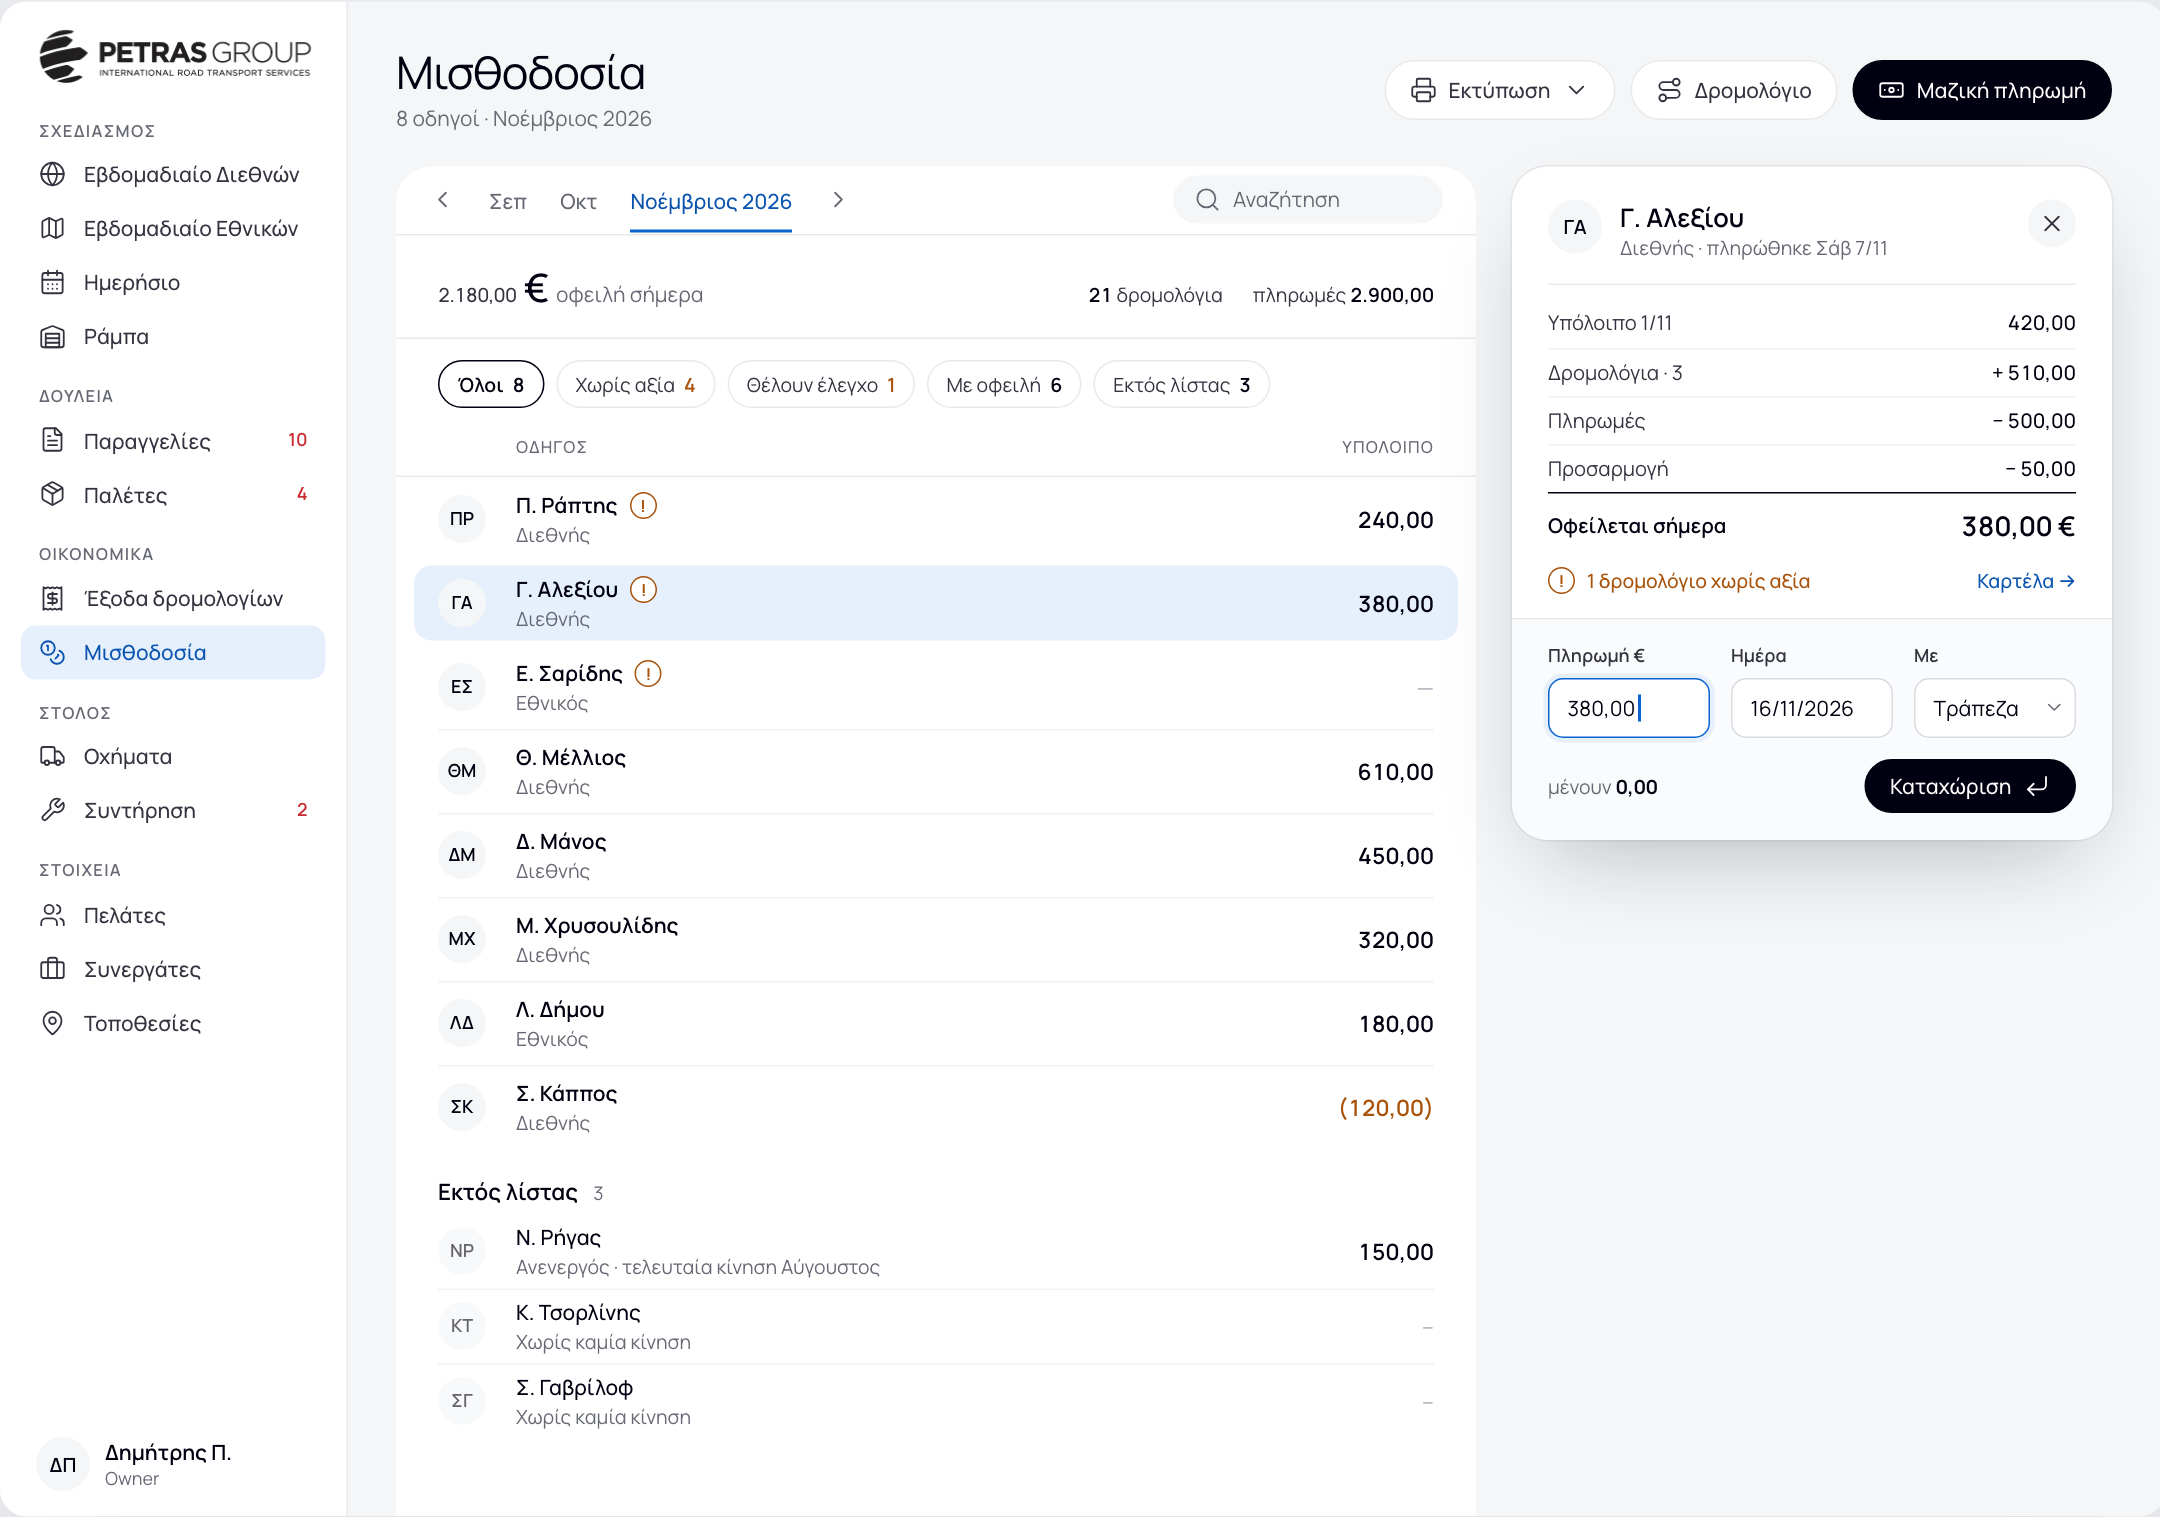 PETRAS GROUP
INTERNATIONAL ROAD TRANSPORT SERVICES
ΣΧΕΔΙΑΣΜΟΣ
Εβδομαδιαίο Διεθνών
Εβδομαδιαίο Εθνικών
Ημερήσιο
Ράμπα
ΔΟΥΛΕΙΑ
Παραγγελίες 10
Παλέτες 4
ΟΙΚΟΝΟΜΙΚΑ
Έξοδα δρομολογίων
Μισθοδοσία
ΣΤΟΛΟΣ
Οχήματα
Συντήρηση 2
ΣΤΟΙΧΕΙΑ
Πελάτες
Συνεργάτες
Τοποθεσίες
ΔΠ
Δημήτρης Π.
Owner
Μισθοδοσία
8 οδηγοί · Νοέμβριος 2026
Εκτύπωση
Δρομολόγιο
Μαζική πληρωμή
Σεπ Οκτ Νοέμβριος 2026
Αναζήτηση
2.180,00 € οφειλή σήμερα
21 δρομολόγια πληρωμές 2.900,00
Όλοι 8
Χωρίς αξία 4
Θέλουν έλεγχο 1
Με οφειλή 6
Εκτός λίστας 3
ΟΔΗΓΟΣ ΥΠΟΛΟΙΠΟ
ΠΡ
Π. Ράπτης
Διεθνής
240,00
ΓΑ
Γ. Αλεξίου
Διεθνής
380,00
ΕΣ
Ε. Σαρίδης
Εθνικός
—
ΘΜ
Θ. Μέλλιος
Διεθνής
610,00
ΔΜ
Δ. Μάνος
Διεθνής
450,00
ΜΧ
Μ. Χρυσουλίδης
Διεθνής
320,00
ΛΔ
Λ. Δήμου
Εθνικός
180,00
ΣΚ
Σ. Κάππος
Διεθνής
(120,00)
Εκτός λίστας 3
ΝΡ
Ν. Ρήγας
Ανενεργός · τελευταία κίνηση Αύγουστος
150,00
ΚΤ
Κ. Τσορλίνης
Χωρίς καμία κίνηση
–
ΣΓ
Σ. Γαβρίλοφ
Χωρίς καμία κίνηση
–
ΓΑ
Γ. Αλεξίου
Διεθνής · πληρώθηκε Σάβ 7/11
Υπόλοιπο 1/11 420,00
Δρομολόγια · 3 + 510,00
Πληρωμές − 500,00
Προσαρμογή − 50,00
Οφείλεται σήμερα 380,00 €
1 δρομολόγιο χωρίς αξία Καρτέλα →
Πληρωμή € Ημέρα Με
380,00 16/11/2026 Τράπεζα
μένουν 0,00 Καταχώριση